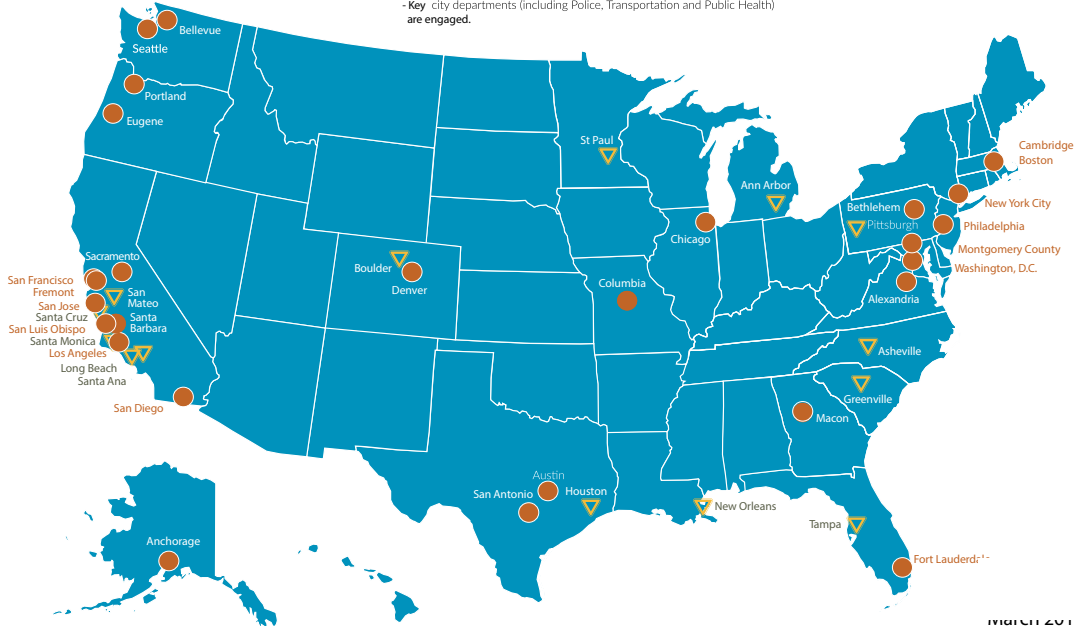 - Key city departments (including Police, Transportation and Public Health)
are engaged.
Bellevue
Seattle
Portland
Eugene
St Paul
Cambridge
Boston
Ann Arbor
New York City
Bethlehem
Pittsburgh
Philadelphia
Chicago
Montgomery County
Sacramento
Boulder
Washington, D.C.
San Francisco
Denver
Columbia
Alexandria
Fremont
San
Mateo
San Jose
Santa Cruz
Santa
Barbara
San Luis Obispo
Santa Monica
Los Angeles
Asheville
Long Beach
Santa Ana
Greenville
San Diego
Macon
Austin
San Antonio
Houston
New Orleans
Tampa
Anchorage
Fort
March